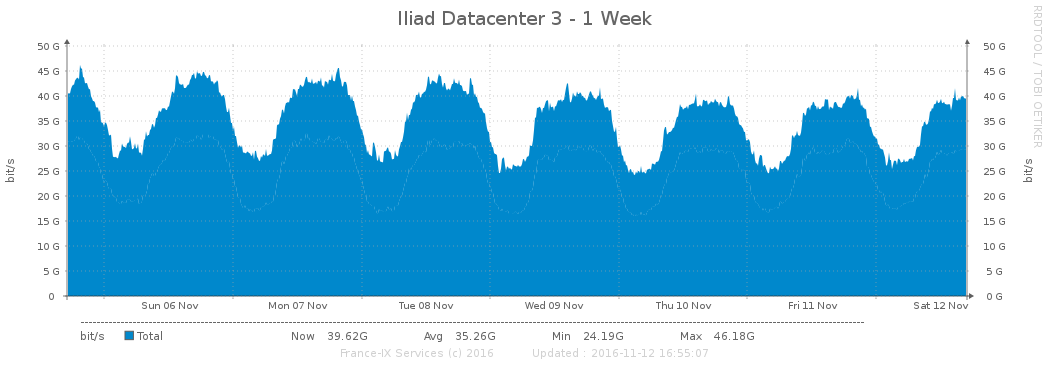 Iliad Datacenter 3 - 1 Week
RRDTOOL / TOBI OETIKER
bit/s
50 G
45 G
40 G
35 G
30 G
25 G
20 G
15 G
10 G
5 G
0
50 G
45 G
40 G
35 G
30 G
25 G
20 G
15 G
10 G
5 G
0 G
bit/s
Sun 06 Nov Mon 07 Nov Tue 08 Nov Wed 09 Nov Thu 10 Nov Fri 11 Nov Sat 12 Nov
bit/s Total Now 39.62G Avg 35.26G Min 24.19G Max 46.18G
France-IX Services (c) 2016 Updated : 2016-11-12 16:55:07